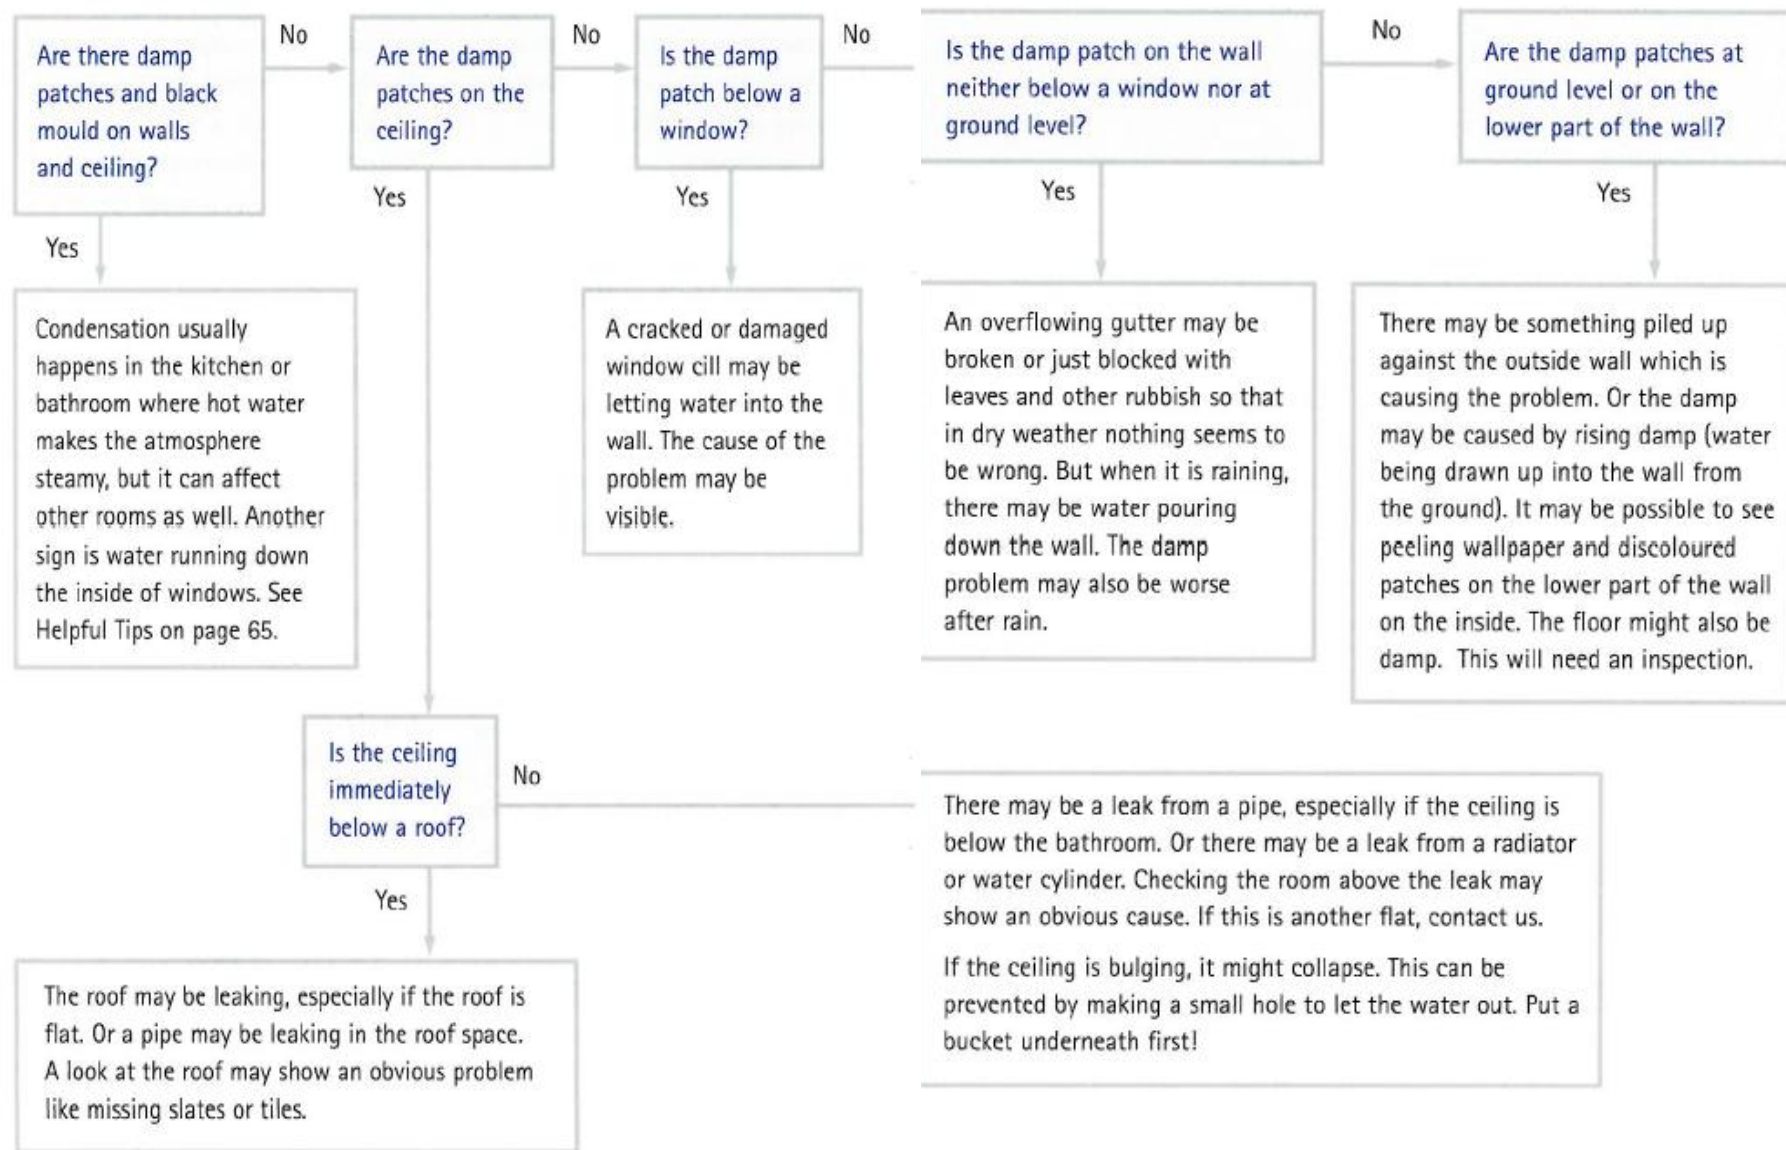 Are there damp
patches and black
mould on walls
and ceiling?
No
Are the damp
patches on the
ceiling?
No
Is the damp
patch below a
window?
No
Is the damp patch on the wall
neither below a window nor at
ground level?
No
Are the damp patches at
ground level or on the
lower part of the wall?
Yes
Yes
Yes
Yes
Yes
Condensation usually
happens in the kitchen or
bathroom where hot water
makes the atmosphere
steamy, but it can affect
other rooms as well. Another
sign is water running down
the inside of windows. See
Helpful Tips on page 65.
A cracked or damaged
window cill may be
letting water into the
wall. The cause of the
problem may be
visible.
An overflowing gutter may be
broken or just blocked with
leaves and other rubbish so that
in dry weather nothing seems to
be wrong. But when it is raining,
there may be water pouring
down the wall. The damp
problem may also be worse
after rain.
There may be something piled up
against the outside wall which is
causing the problem. Or the damp
may be caused by rising damp (water
being drawn up into the wall from
the ground). It may be possible to see
peeling wallpaper and discoloured
patches on the lower part of the wall
on the inside. The floor might also be
damp. This will need an inspection.
Is the ceiling
immediately
below a roof?
No
There may be a leak from a pipe, especially if the ceiling is
below the bathroom. Or there may be a leak from a radiator
or water cylinder. Checking the room above the leak may
show an obvious cause. If this is another flat, contact us.
If the ceiling is bulging, it might collapse. This can be
prevented by making a small hole to let the water out. Put a
bucket underneath first!
Yes
The roof may be leaking, especially if the roof is
flat. Or a pipe may be leaking in the roof space.
A look at the roof may show an obvious problem
like missing slates or tiles.